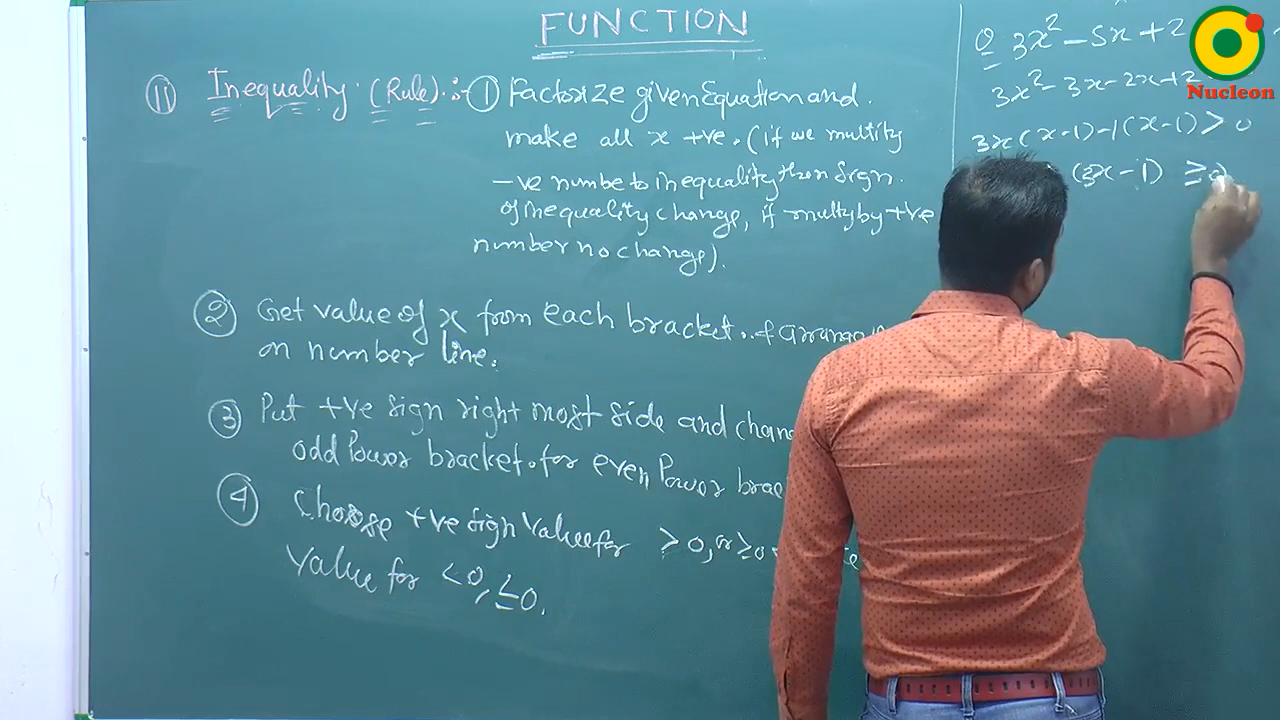 FUNCTION
11 Inequality (Rule) :- ① Factorize given Equation and
make all x +ve. (if we multity
-ve numbe to inequality then sign
of inequality change, if multy by +ve
number no change).
② Get value of x from each bracket. &
on number line.
③ Put +ve sign right most side and
odd Power bracket. for even Power
④ Choose +ve sign value for > 0, or ≥ 0
value for < 0, ≤ 0.
Q 3x² - 5x + 2
3x² - 3x - 2x + 2
3x(x-1)-1(x-1) > 0
(3x-1) ≥ 0
Nucleon